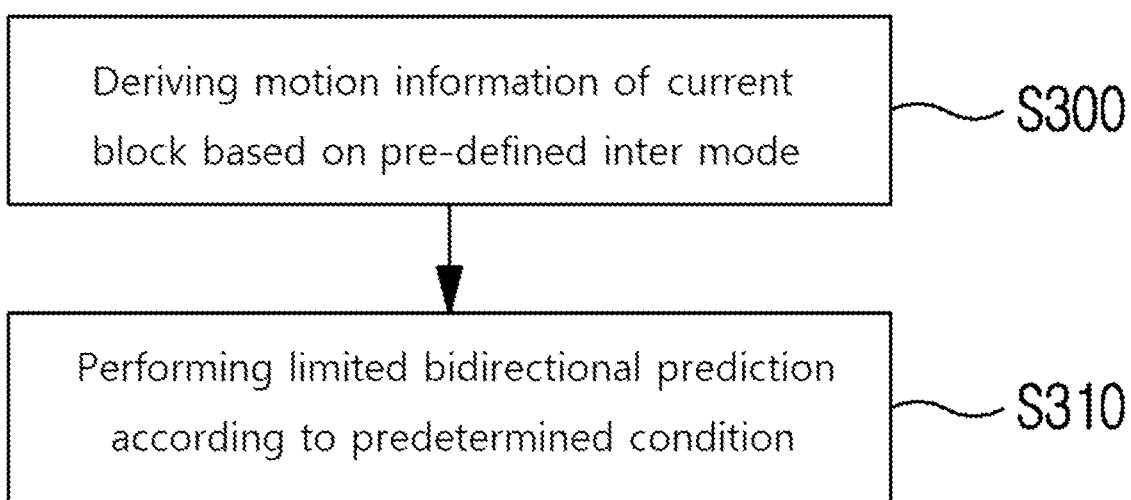 Deriving motion information of current
block based on pre-defined inter mode
S300
Performing limited bidirectional prediction
according to predetermined condition
S310